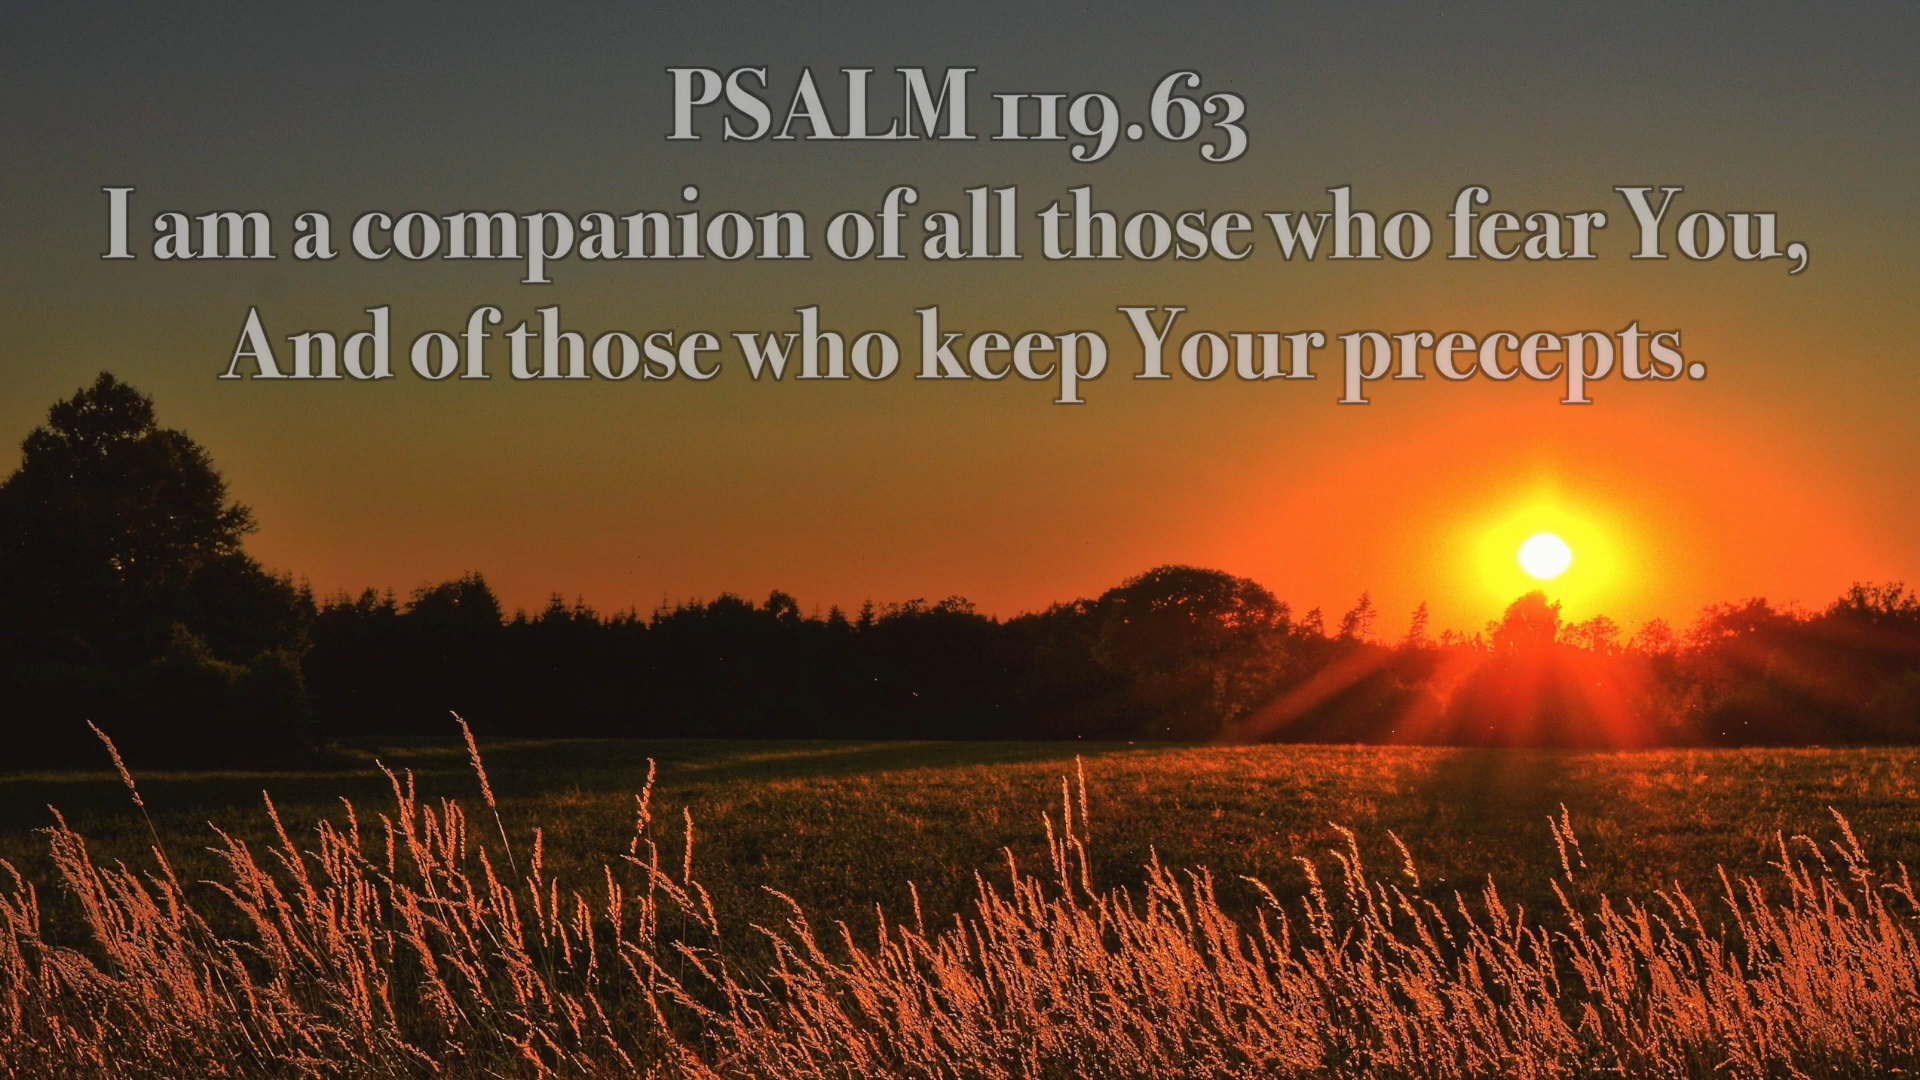 PSALM 119.63
I am a companion of all those who fear You,
And of those who keep Your precepts.